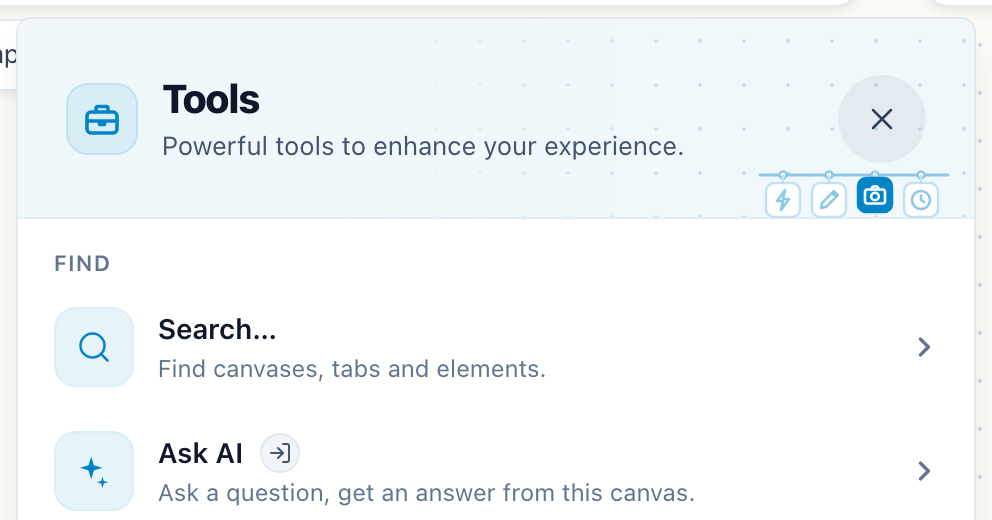 Tools
Powerful tools to enhance your experience.
FIND
Search...
Find canvases, tabs and elements.
Ask AI
Ask a question, get an answer from this canvas.